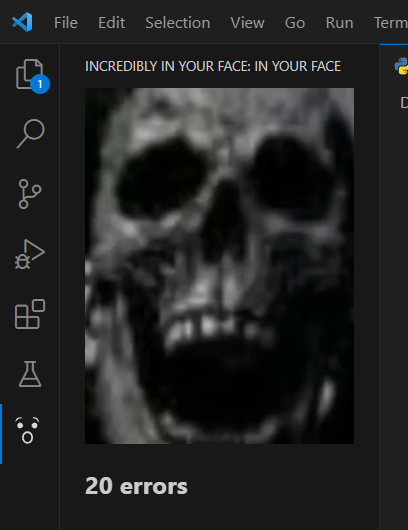 File Edit Selection View Go Run Term
INCREDIBLY IN YOUR FACE: IN YOUR FACE
1
D
20 errors